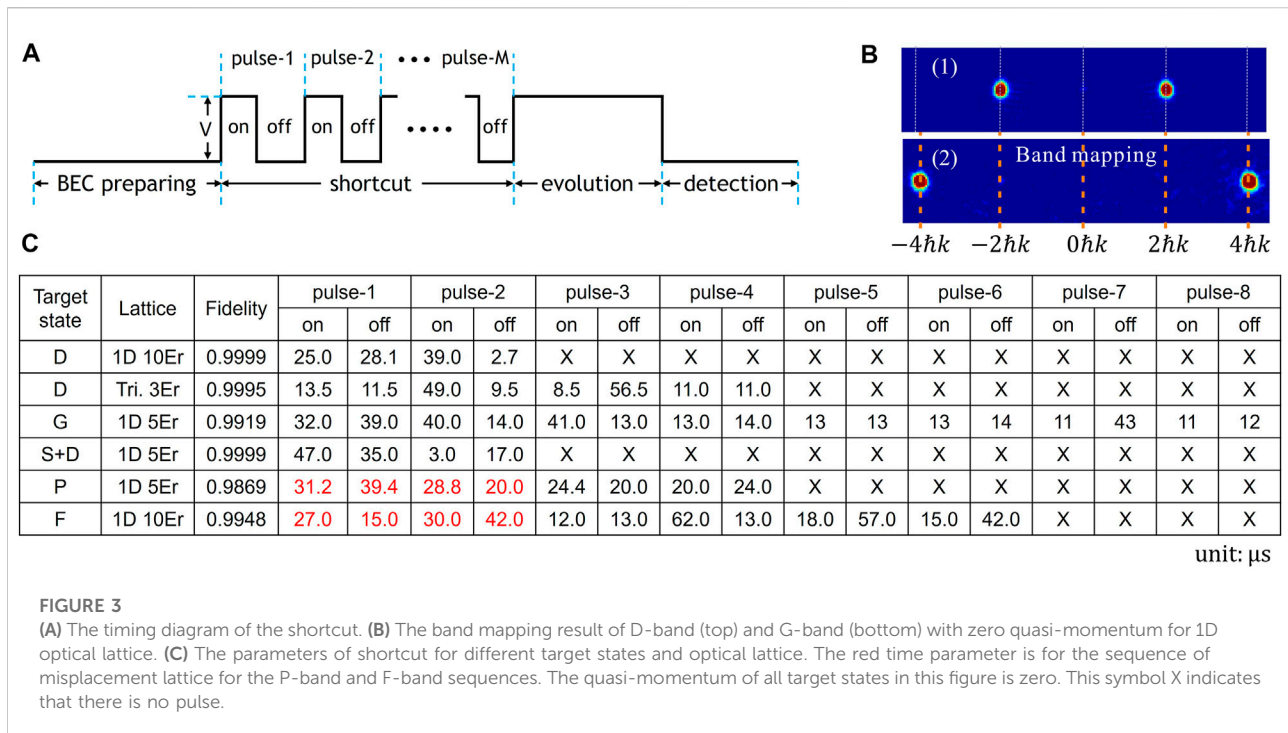 A
pulse-1 pulse-2 ••• pulse-M
V on off on off •••• off
BEC preparing shortcut evolution detection
B
(1)
(2) Band mapping
−4ħk −2ħk 0ħk 2ħk 4ħk
C
Target state Lattice Fidelity pulse-1 pulse-2 pulse-3 pulse-4 pulse-5 pulse-6 pulse-7 pulse-8
on off on off on off on off on off on off on off on off
D 1D 10Er 0.9999 25.0 28.1 39.0 2.7 X X X X X X X X X X X X
D Tri. 3Er 0.9995 13.5 11.5 49.0 9.5 8.5 56.5 11.0 11.0 X X X X X X X X
G 1D 5Er 0.9919 32.0 39.0 40.0 14.0 41.0 13.0 13.0 14.0 13 13 13 14 11 43 11 12
S+D 1D 5Er 0.9999 47.0 35.0 3.0 17.0 X X X X X X X X X X X X
P 1D 5Er 0.9869 31.2 39.4 28.8 20.0 24.4 20.0 20.0 24.0 X X X X X X X X
F 1D 10Er 0.9948 27.0 15.0 30.0 42.0 12.0 13.0 62.0 13.0 18.0 57.0 15.0 42.0 X X X X
unit: μs
FIGURE 3
(A) The timing diagram of the shortcut. (B) The band mapping result of D-band (top) and G-band (bottom) with zero quasi-momentum for 1D
optical lattice. (C) The parameters of shortcut for different target states and optical lattice. The red time parameter is for the sequence of
misplacement lattice for the P-band and F-band sequences. The quasi-momentum of all target states in this figure is zero. This symbol X indicates
that there is no pulse.